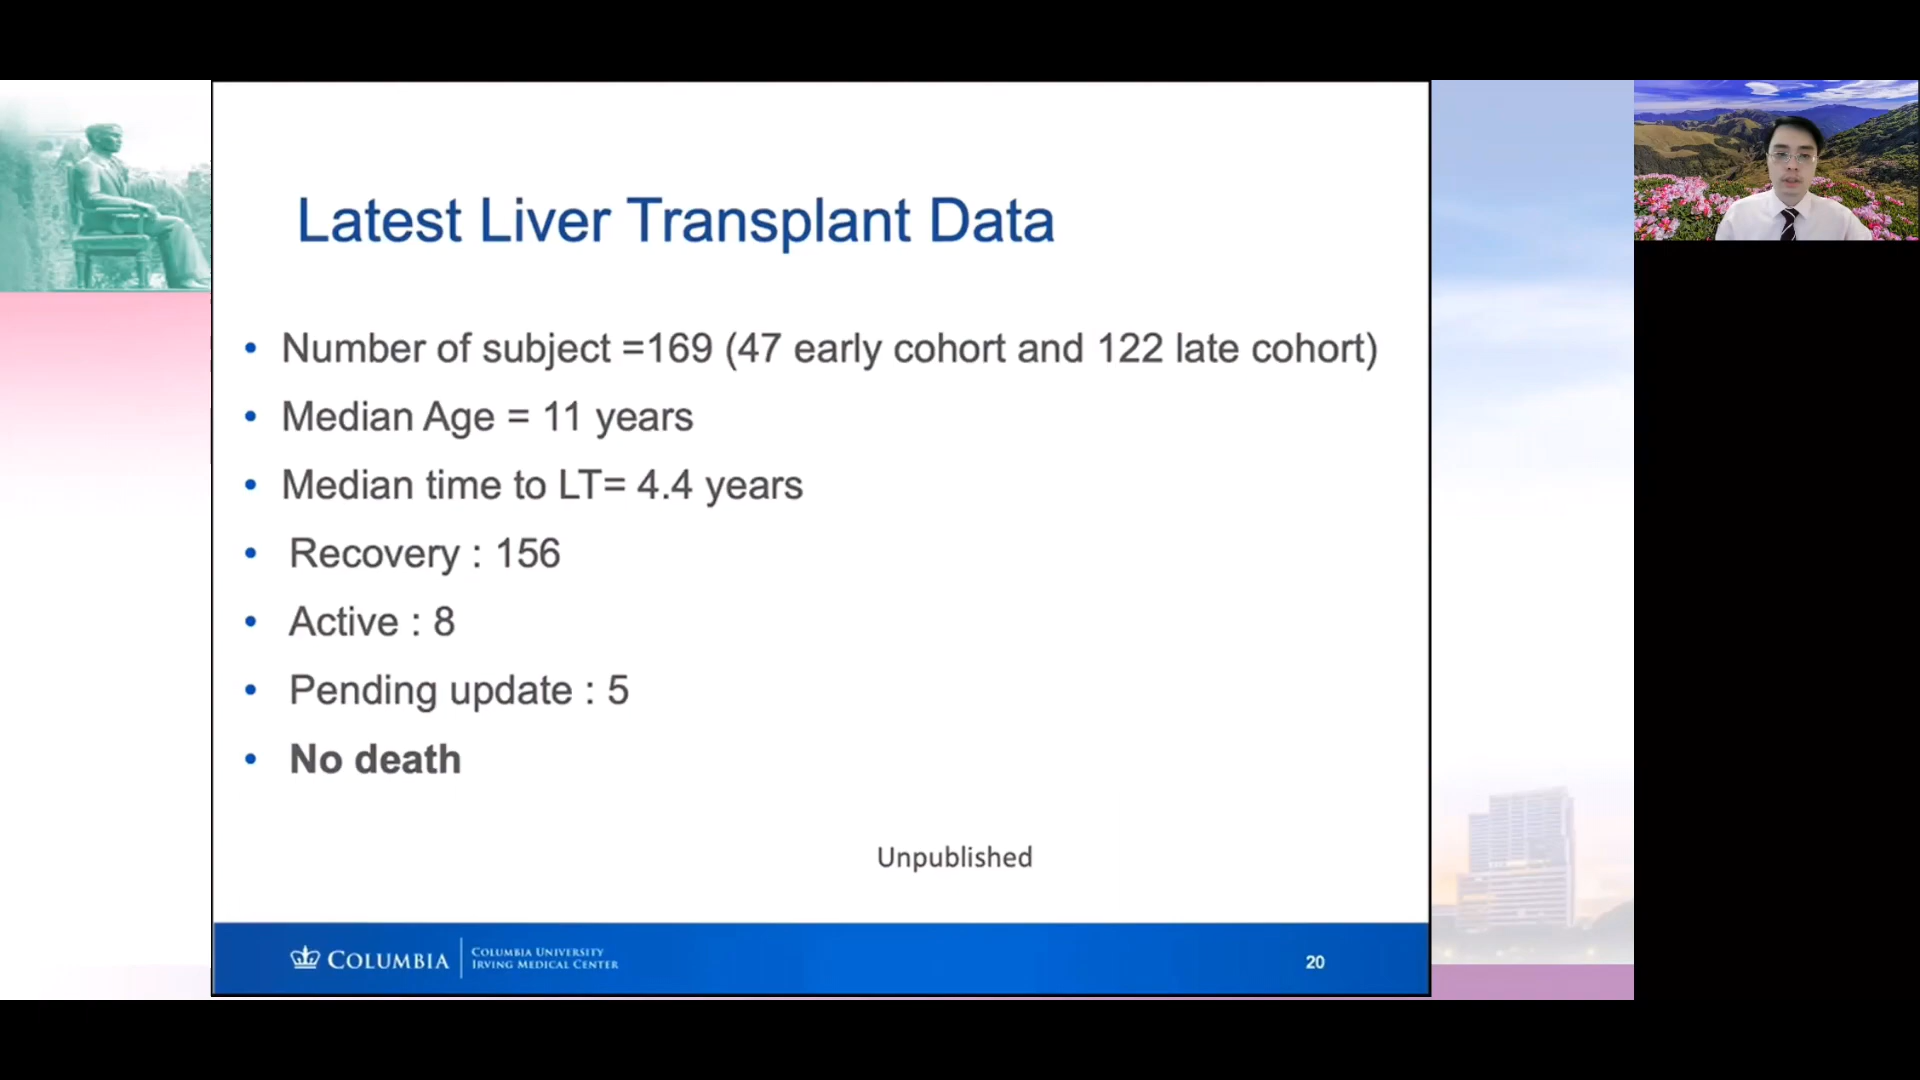 Latest Liver Transplant Data
• Number of subject =169 (47 early cohort and 122 late cohort)
• Median Age = 11 years
• Median time to LT= 4.4 years
• Recovery : 156
• Active : 8
• Pending update : 5
• No death
Unpublished
COLUMBIA
COLUMBIA UNIVERSITY
IRVING MEDICAL CENTER
20